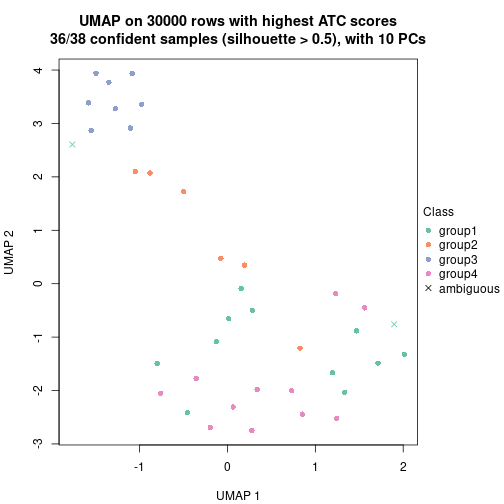 UMAP on 30000 rows with highest ATC scores
36/38 confident samples (silhouette > 0.5), with 10 PCs
4
3
2
1
0
-1
-2
-3
UMAP 2
-1
0
1
2
UMAP 1
Class
group1
group2
group3
group4
ambiguous